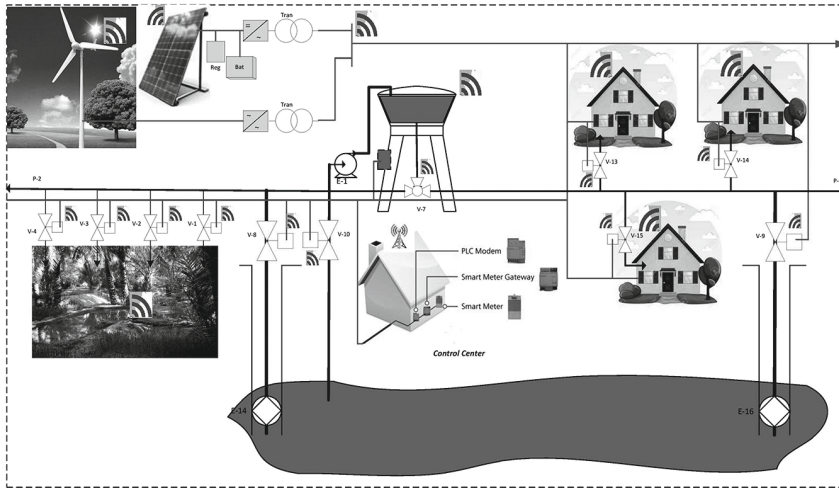 Tran
Reg
Bat
Tran
E-1
V-13
V-14
P-2
P-
V-7
V-4
V-3
V-2
V-1
V-8
V-10
V-15
V-9
PLC Modem
Smart Meter Gateway
Smart Meter
Control Center
E-14
E-16